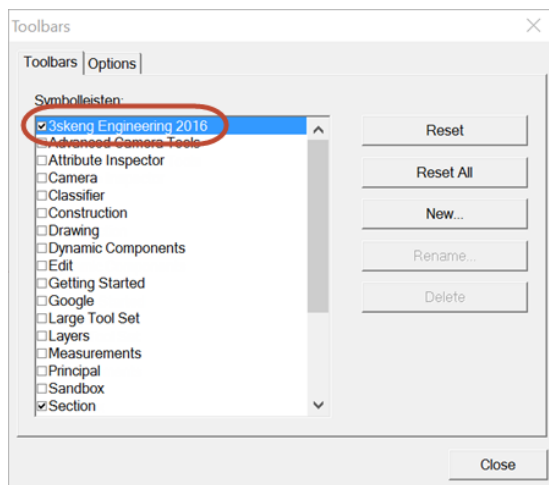 Toolbars
Toolbars Options
Symbolleisten:
3skeng Engineering 2016
Advanced Camera Tools
Attribute Inspector
Camera
Classifier
Construction
Drawing
Dynamic Components
Edit
Getting Started
Google
Large Tool Set
Layers
Measurements
Principal
Sandbox
Section
Reset
Reset All
New...
Rename...
Delete
Close